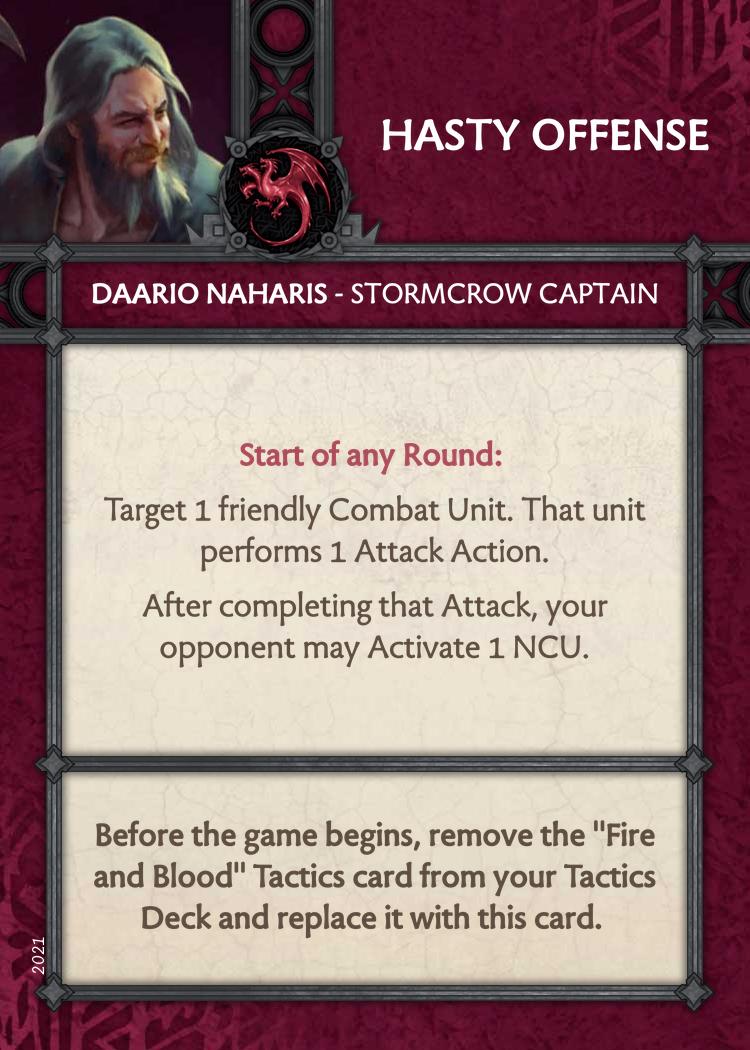 HASTY OFFENSE
DAARIO NAHARIS - STORMCROW CAPTAIN
Start of any Round:
Target 1 friendly Combat Unit. That unit
performs 1 Attack Action.
After completing that Attack, your
opponent may Activate 1 NCU.
Before the game begins, remove the "Fire
and Blood" Tactics card from your Tactics
Deck and replace it with this card.
2021